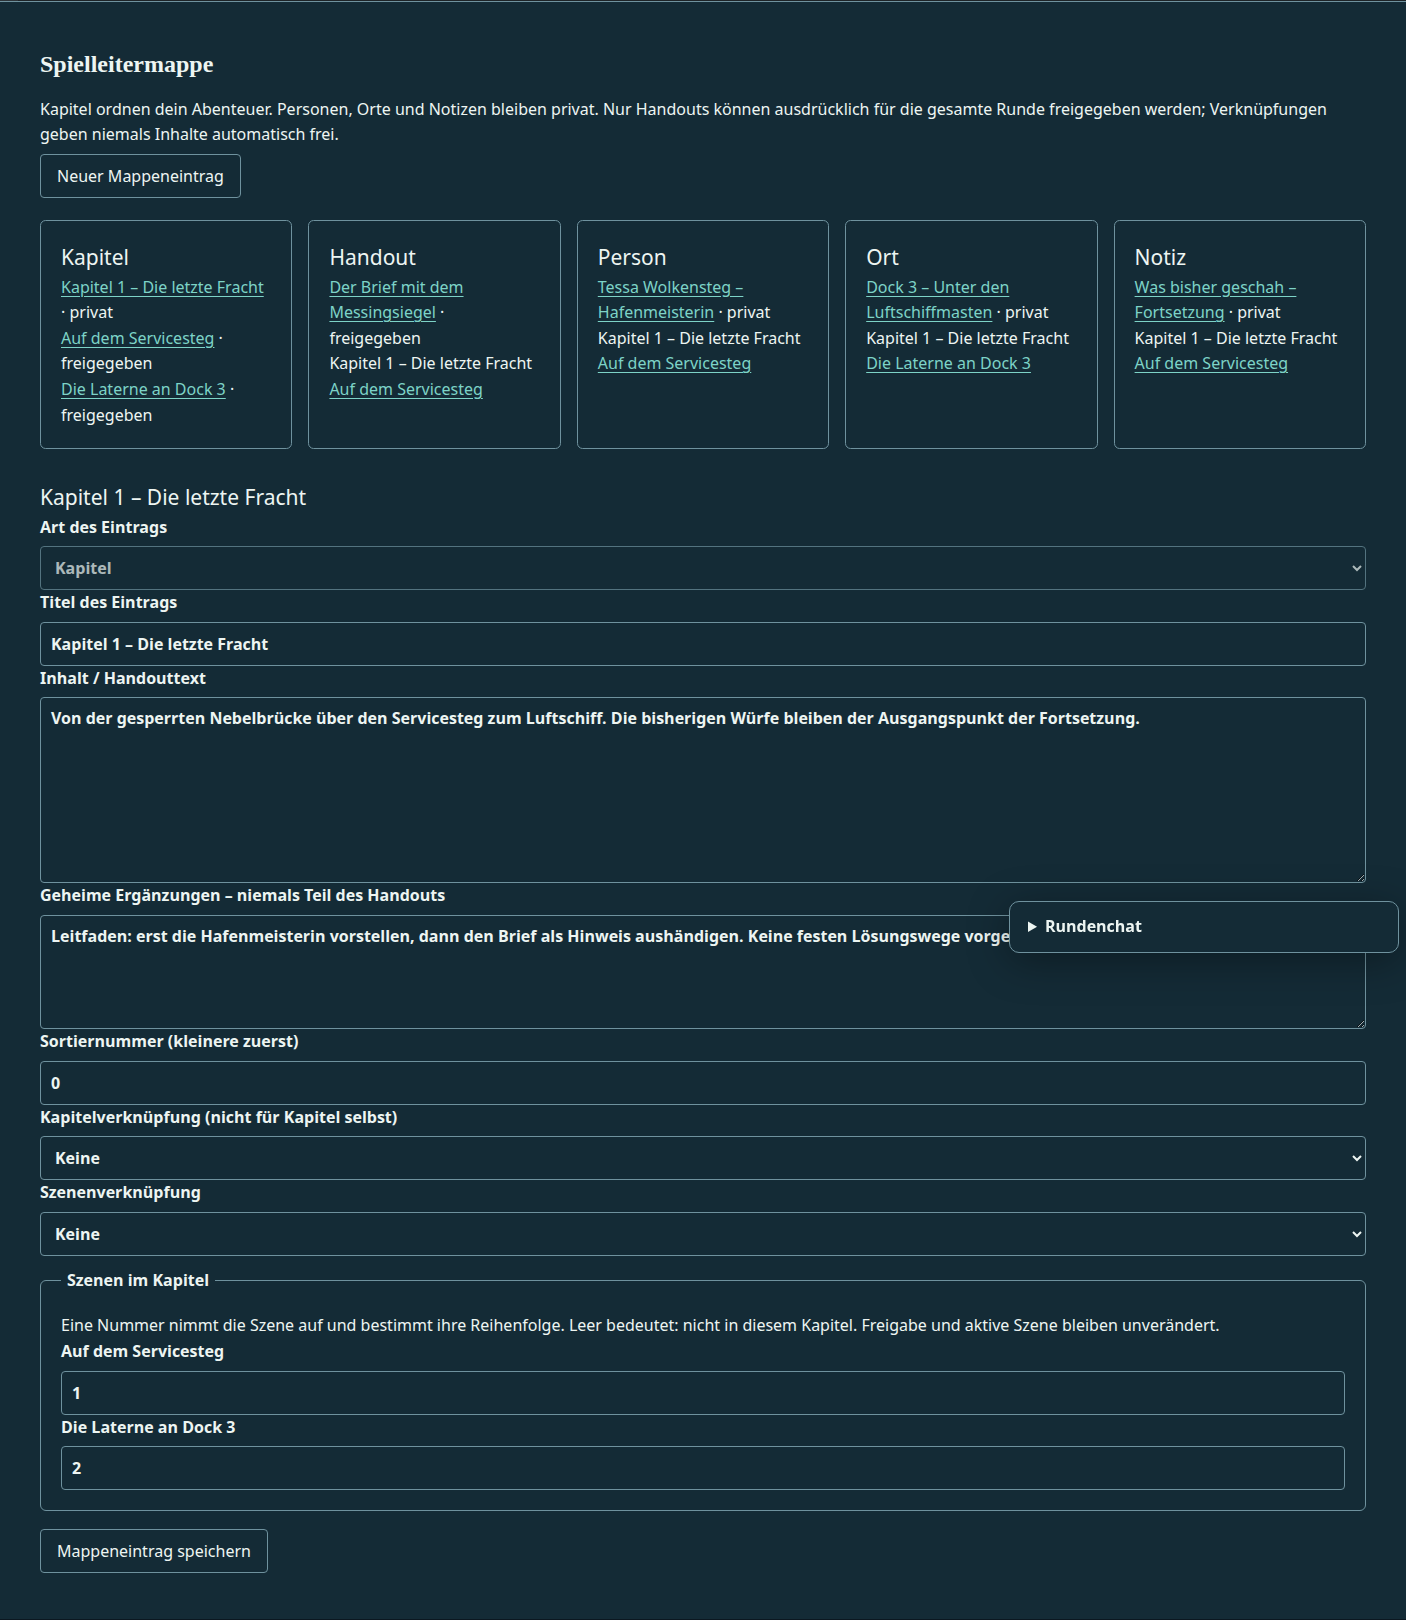 Spielleitermappe
Kapitel ordnen dein Abenteuer. Personen, Orte und Notizen bleiben privat. Nur Handouts können ausdrücklich für die gesamte Runde freigegeben werden; Verknüpfungen
geben niemals Inhalte automatisch frei.
Neuer Mappeneintrag
Kapitel
Kapitel 1 – Die letzte Fracht
· privat
Auf dem Servicesteg ·
freigegeben
Die Laterne an Dock 3 ·
freigegeben
Handout
Der Brief mit dem
Messingsiegel ·
freigegeben
Kapitel 1 – Die letzte Fracht
Auf dem Servicesteg
Person
Tessa Wolkensteg –
Hafenmeisterin · privat
Kapitel 1 – Die letzte Fracht
Auf dem Servicesteg
Ort
Dock 3 – Unter den
Luftschiffmasten · privat
Kapitel 1 – Die letzte Fracht
Die Laterne an Dock 3
Notiz
Was bisher geschah –
Fortsetzung · privat
Kapitel 1 – Die letzte Fracht
Auf dem Servicesteg
Kapitel 1 – Die letzte Fracht
Art des Eintrags
Kapitel
Titel des Eintrags
Kapitel 1 – Die letzte Fracht
Inhalt / Handouttext
Von der gesperrten Nebelbrücke über den Servicesteg zum Luftschiff. Die bisherigen Würfe bleiben der Ausgangspunkt der Fortsetzung.
Geheime Ergänzungen – niemals Teil des Handouts
Leitfaden: erst die Hafenmeisterin vorstellen, dann den Brief als Hinweis aushändigen. Keine festen Lösungswege
Rundenchat
Sortiernummer (kleinere zuerst)
0
Kapitelverknüpfung (nicht für Kapitel selbst)
Keine
Szenenverknüpfung
Keine
Szenen im Kapitel
Eine Nummer nimmt die Szene auf und bestimmt ihre Reihenfolge. Leer bedeutet: nicht in diesem Kapitel. Freigabe und aktive Szene bleiben unverändert.
Auf dem Servicesteg
1
Die Laterne an Dock 3
2
Mappeneintrag speichern